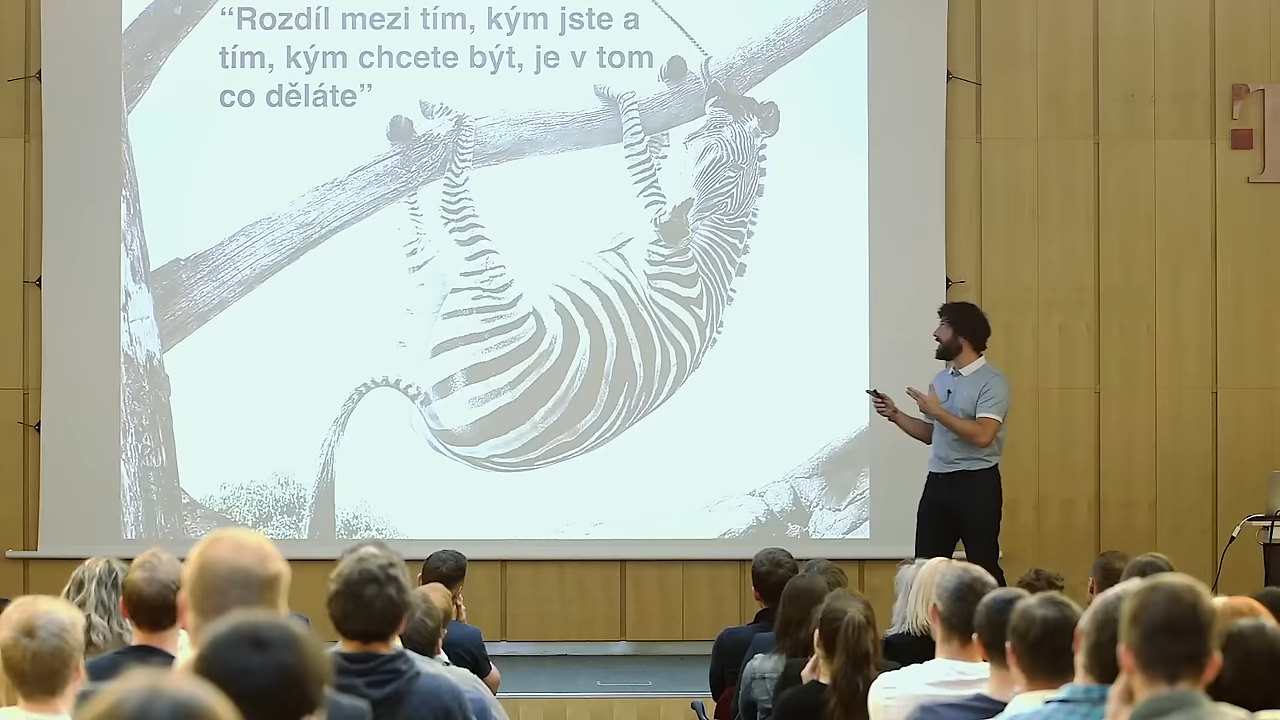 “Rozdíl mezi tím, kým jste a
tím, kým chcete být, je v tom
co děláte”